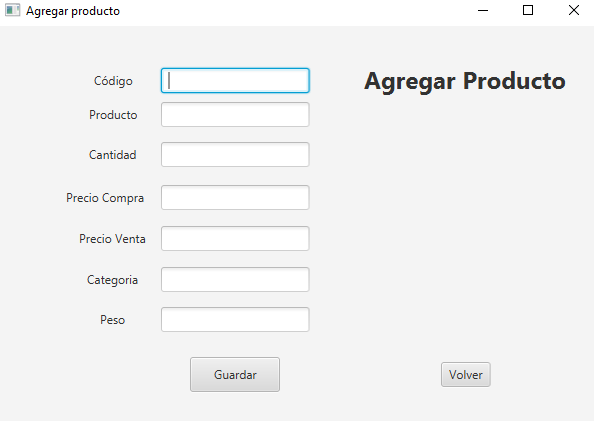 Agregar producto
Código
Agregar Producto
Producto
Cantidad
Precio Compra
Precio Venta
Categoria
Peso
Guardar
Volver